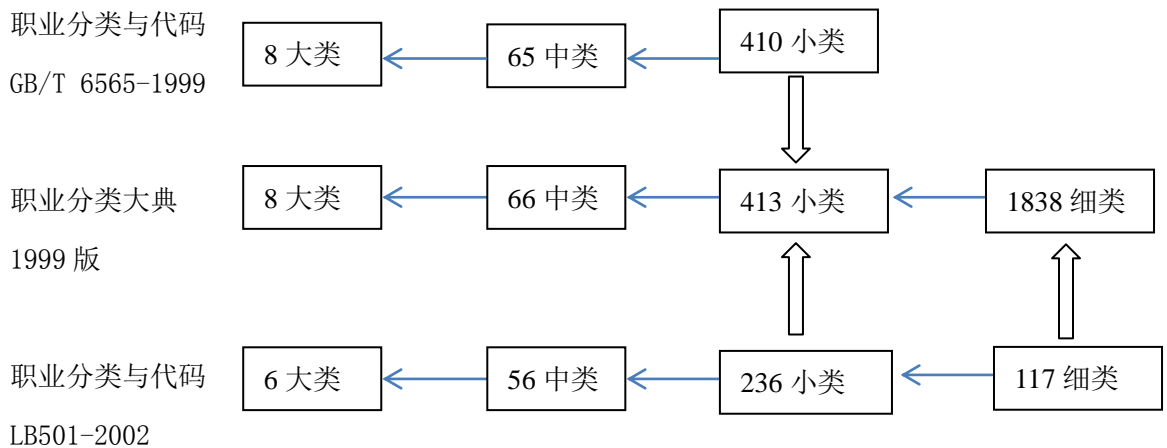 职业分类与代码
GB/T 6565-1999
8 大类
65 中类
410 小类
职业分类大典
1999 版
8 大类
66 中类
413 小类
1838 细类
职业分类与代码
LB501-2002
6 大类
56 中类
236 小类
117 细类